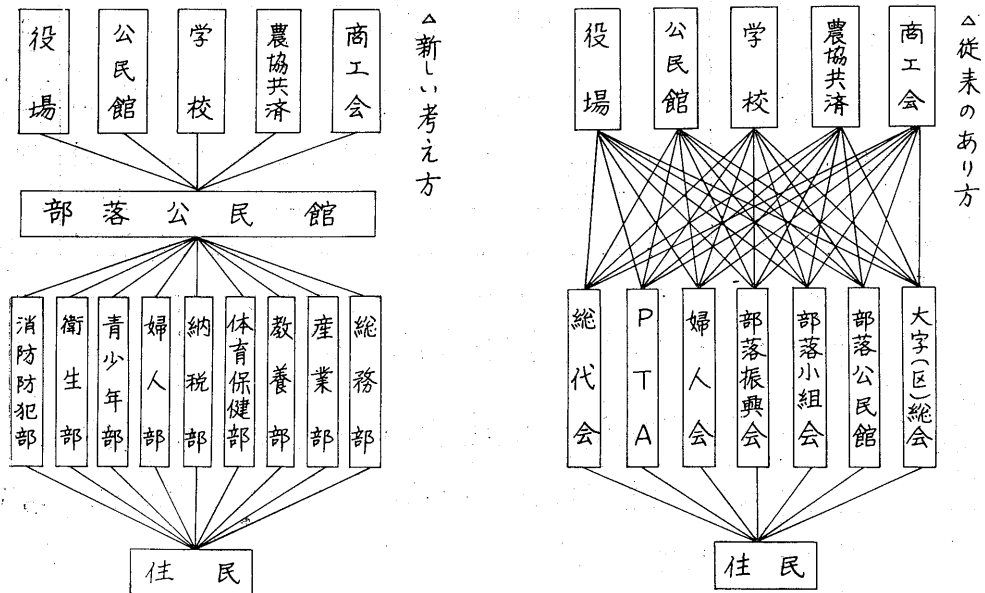 △従来のあり方
商工会
農協共済
学校
公民館
役場
大字(区)総会
部落公民館
部落小組会
部落振興会
婦人会
PTA
総代会
住民
△新しい考え方
商工会
農協共済
学校
公民館
役場
部落公民館
総務部
産業部
教養部
体育保健部
納税部
婦人部
青少年部
衛生部
消防防犯部
住民